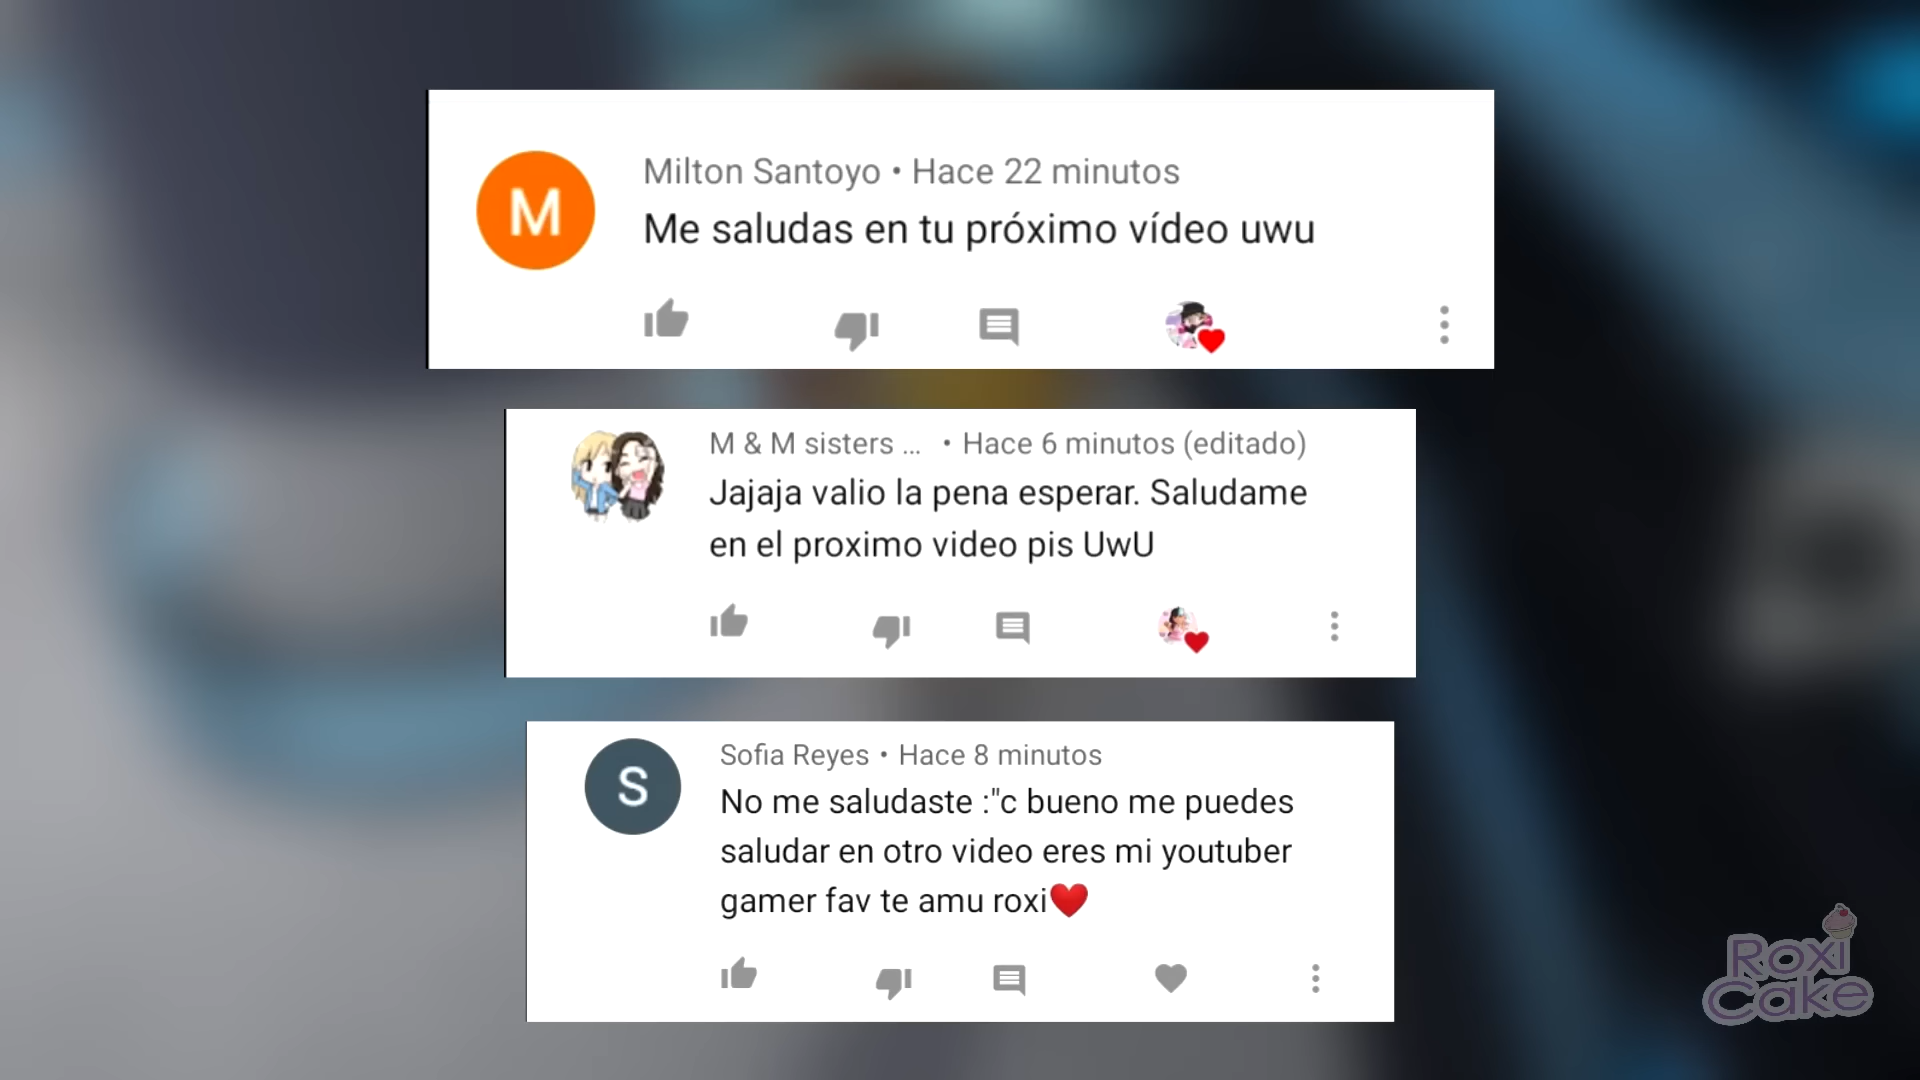 M
Milton Santoyo • Hace 22 minutos
Me saludas en tu próximo vídeo uwu
M & M sisters ... • Hace 6 minutos (editado)
Jajaja valio la pena esperar. Saludame
en el proximo video pis UwU
S
Sofia Reyes • Hace 8 minutos
No me saludaste :"c bueno me puedes
saludar en otro video eres mi youtuber
gamer fav te amu roxi❤️
Roxi
Cake